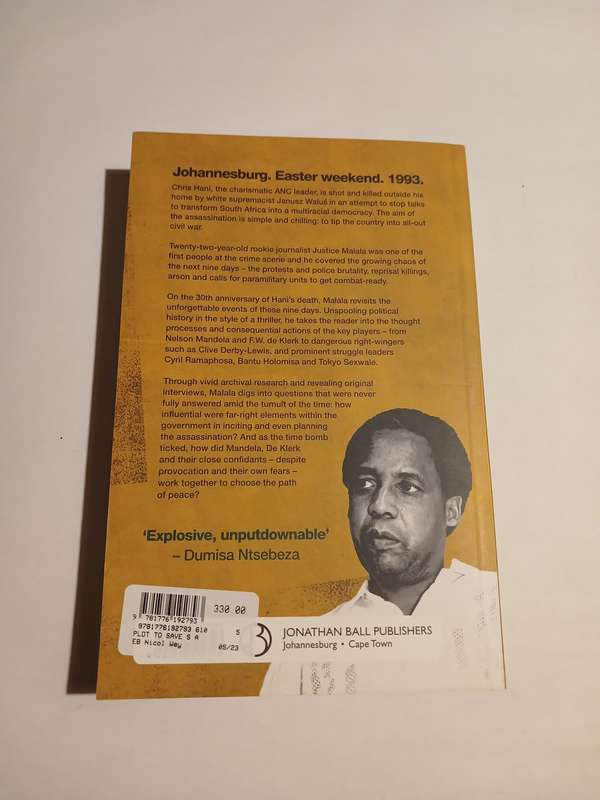 Johannesburg. Easter weekend. 1993.
Chris Hani, the charismatic ANC leader, is shot and killed outside his
home by white supremacist Janusz Waluś in an attempt to stop talks
to transform South Africa into a multiracial democracy. The aim of
the assassination is simple and chilling: to tip the country into all-out
civil war.
Twenty-two-year-old rookie journalist Justice Malala was one of the
first people at the crime scene and he covered the growing chaos of
the next nine days – the protests and police brutality, reprisal killings,
arson and calls for paramilitary units to get combat-ready.
On the 30th anniversary of Hani's death, Malala revisits the
unforgettable events of these nine days. Unspooling political
history in the style of a thriller, he takes the reader into the thought
processes and consequential actions of the key players – from
Nelson Mandela and F.W. de Klerk to dangerous right-wingers
such as Clive Derby-Lewis, and prominent struggle leaders
Cyril Ramaphosa, Bantu Holomisa and Tokyo Sexwale.
Through vivid archival research and revealing original
interviews, Malala digs into questions that were never
fully answered amid the tumult of the time: how
influential were far-right elements within the
government in inciting and even planning
the assassination? And as the time bomb
ticked, how did Mandela, De Klerk
and their close confidants – despite
provocation and their own fears –
work together to choose the path
of peace?
'Explosive, unputdownable'
– Dumisa Ntsebeza
330.00
9 781776 192793
9781776192793 610 5
PLOT TO SAVE S A
EB Nicol Way 05/23
JONATHAN BALL PUBLISHERS
Johannesburg • Cape Town